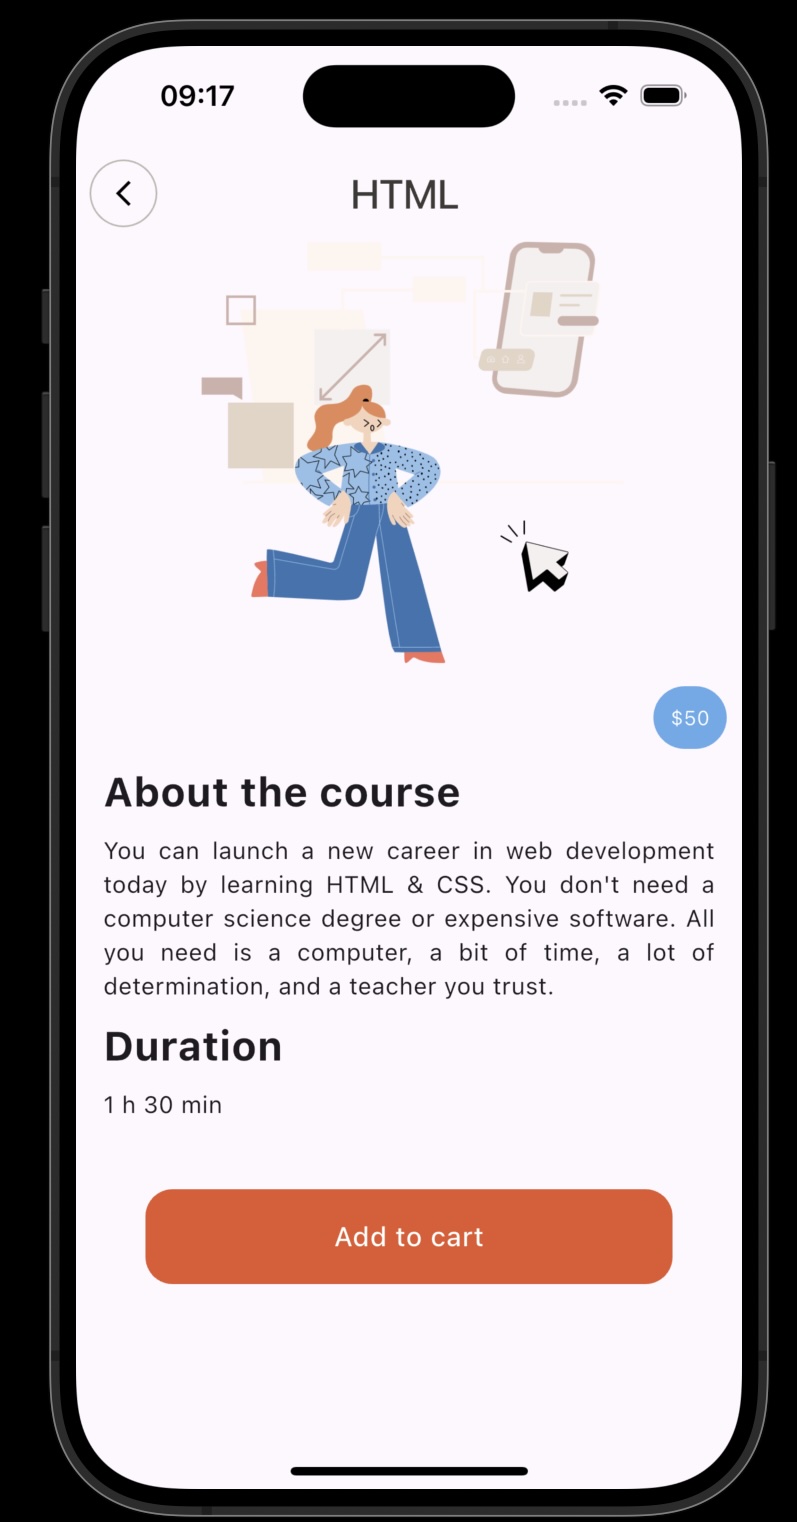 09:17
HTML
$50
About the course
You can launch a new career in web development
today by learning HTML & CSS. You don't need a
computer science degree or expensive software. All
you need is a computer, a bit of time, a lot of
determination, and a teacher you trust.
Duration
1 h 30 min
Add to cart